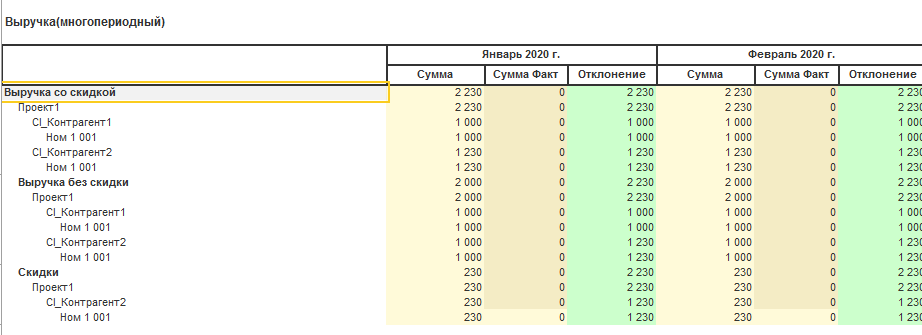 Выручка(многопериодный)
Январь 2020 г. Февраль 2020 г.
Сумма Сумма Факт Отклонение Сумма Сумма Факт Отклонение
Выручка со скидкой 2 230 0 2 230 2 230 0 2 230
Проект1 2 230 0 2 230 2 230 0 2 230
CI_Контрагент1 1 000 0 1 000 1 000 0 1 000
Ном 1 001 1 000 0 1 000 1 000 0 1 000
CI_Контрагент2 1 230 0 1 230 1 230 0 1 230
Ном 1 001 1 230 0 1 230 1 230 0 1 230
Выручка без скидки 2 000 0 2 230 2 000 0 2 230
Проект1 2 000 0 2 230 2 000 0 2 230
CI_Контрагент1 1 000 0 1 000 1 000 0 1 000
Ном 1 001 1 000 0 1 000 1 000 0 1 000
CI_Контрагент2 1 000 0 1 230 1 000 0 1 230
Ном 1 001 1 000 0 1 230 1 000 0 1 230
Скидки 230 0 2 230 230 0 2 230
Проект1 230 0 2 230 230 0 2 230
CI_Контрагент2 230 0 1 230 230 0 1 230
Ном 1 001 230 0 1 230 230 0 1 230